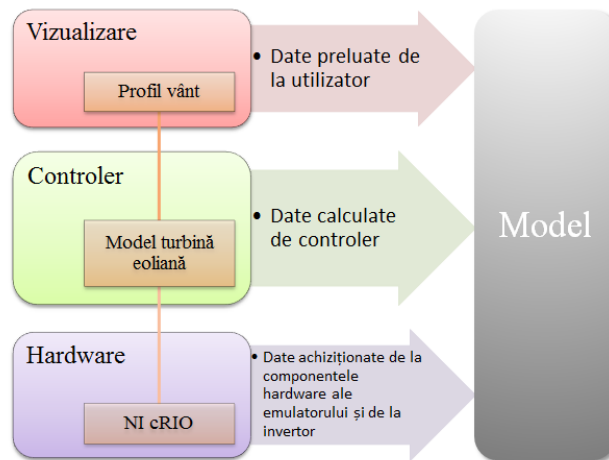 Vizualizare
Profil vânt
• Date preluate de
la utilizator
Controler
Model turbină
eoliană
• Date calculate
de controler
Model
Hardware
NI cRIO
• Date achiziționate de la
componentele
hardware ale
emulatorului și de la
invertor